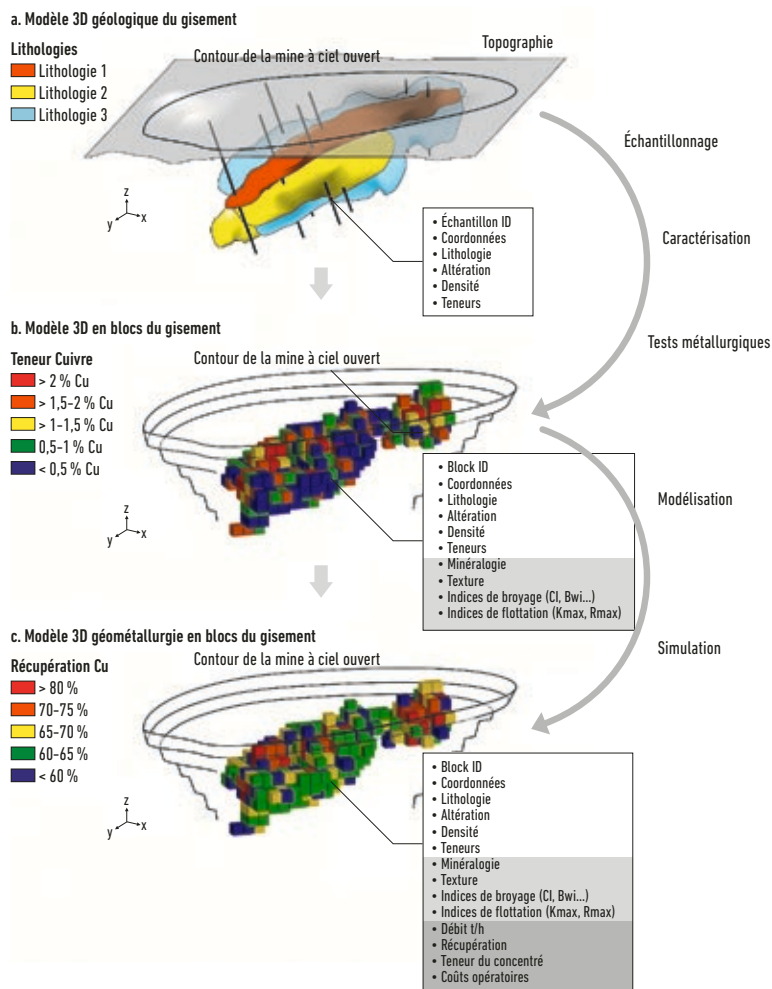 a. Modèle 3D géologique du gisement
Lithologies
Lithologie 1
Lithologie 2
Lithologie 3
Contour de la mine à ciel ouvert
Topographie
z
y
x
• Échantillon ID
• Coordonnées
• Lithologie
• Altération
• Densité
• Teneurs
Échantillonnage
Caractérisation
Tests métallurgiques
b. Modèle 3D en blocs du gisement
Teneur Cuivre
> 2 % Cu
> 1,5-2 % Cu
> 1-1,5 % Cu
0,5-1 % Cu
< 0,5 % Cu
Contour de la mine à ciel ouvert
z
y
x
• Block ID
• Coordonnées
• Lithologie
• Altération
• Densité
• Teneurs
• Minéralogie
• Texture
• Indices de broyage (CI, Bwi...)
• Indices de flottation (Kmax, Rmax)
Modélisation
Simulation
c. Modèle 3D géométallurgie en blocs du gisement
Récupération Cu
> 80 %
70-75 %
65-70 %
60-65 %
< 60 %
Contour de la mine à ciel ouvert
z
y
x
• Block ID
• Coordonnées
• Lithologie
• Altération
• Densité
• Teneurs
• Minéralogie
• Texture
• Indices de broyage (CI, Bwi...)
• Indices de flottation (Kmax, Rmax)
• Débit t/h
• Récupération
• Teneur du concentré
• Coûts opératoires